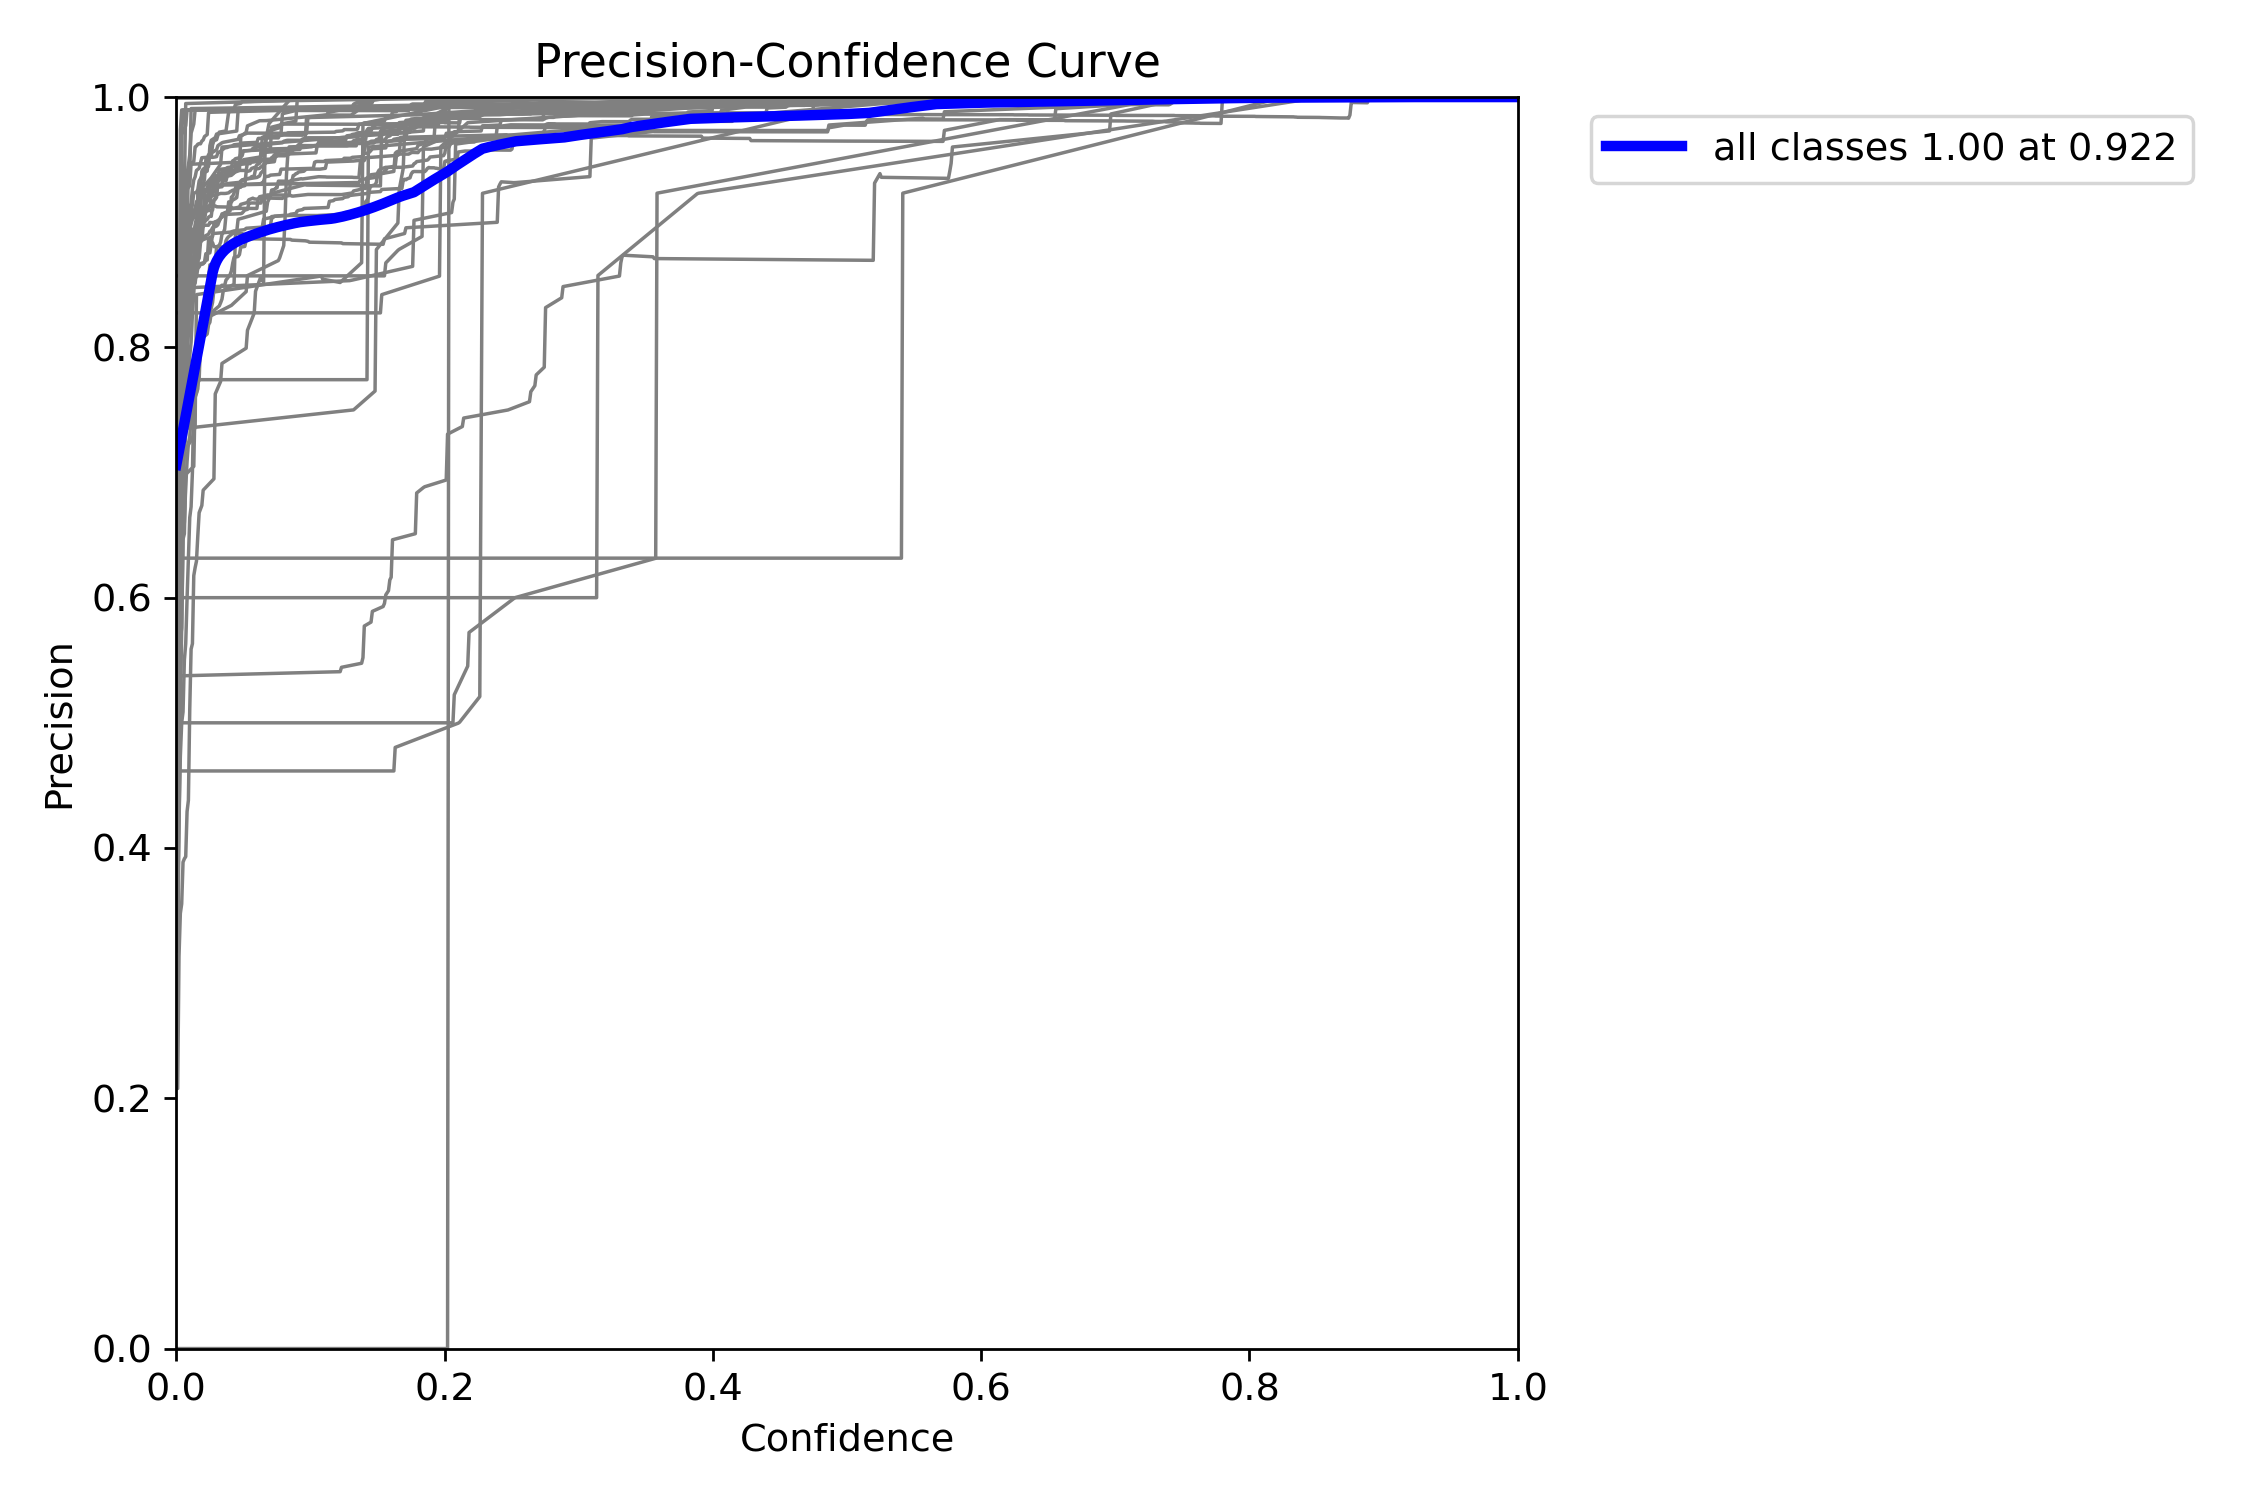 Precision-Confidence Curve
1.0
0.8
0.6
0.4
0.2
0.0
Precision
0.0 0.2 0.4 0.6 0.8 1.0
Confidence
all classes 1.00 at 0.922